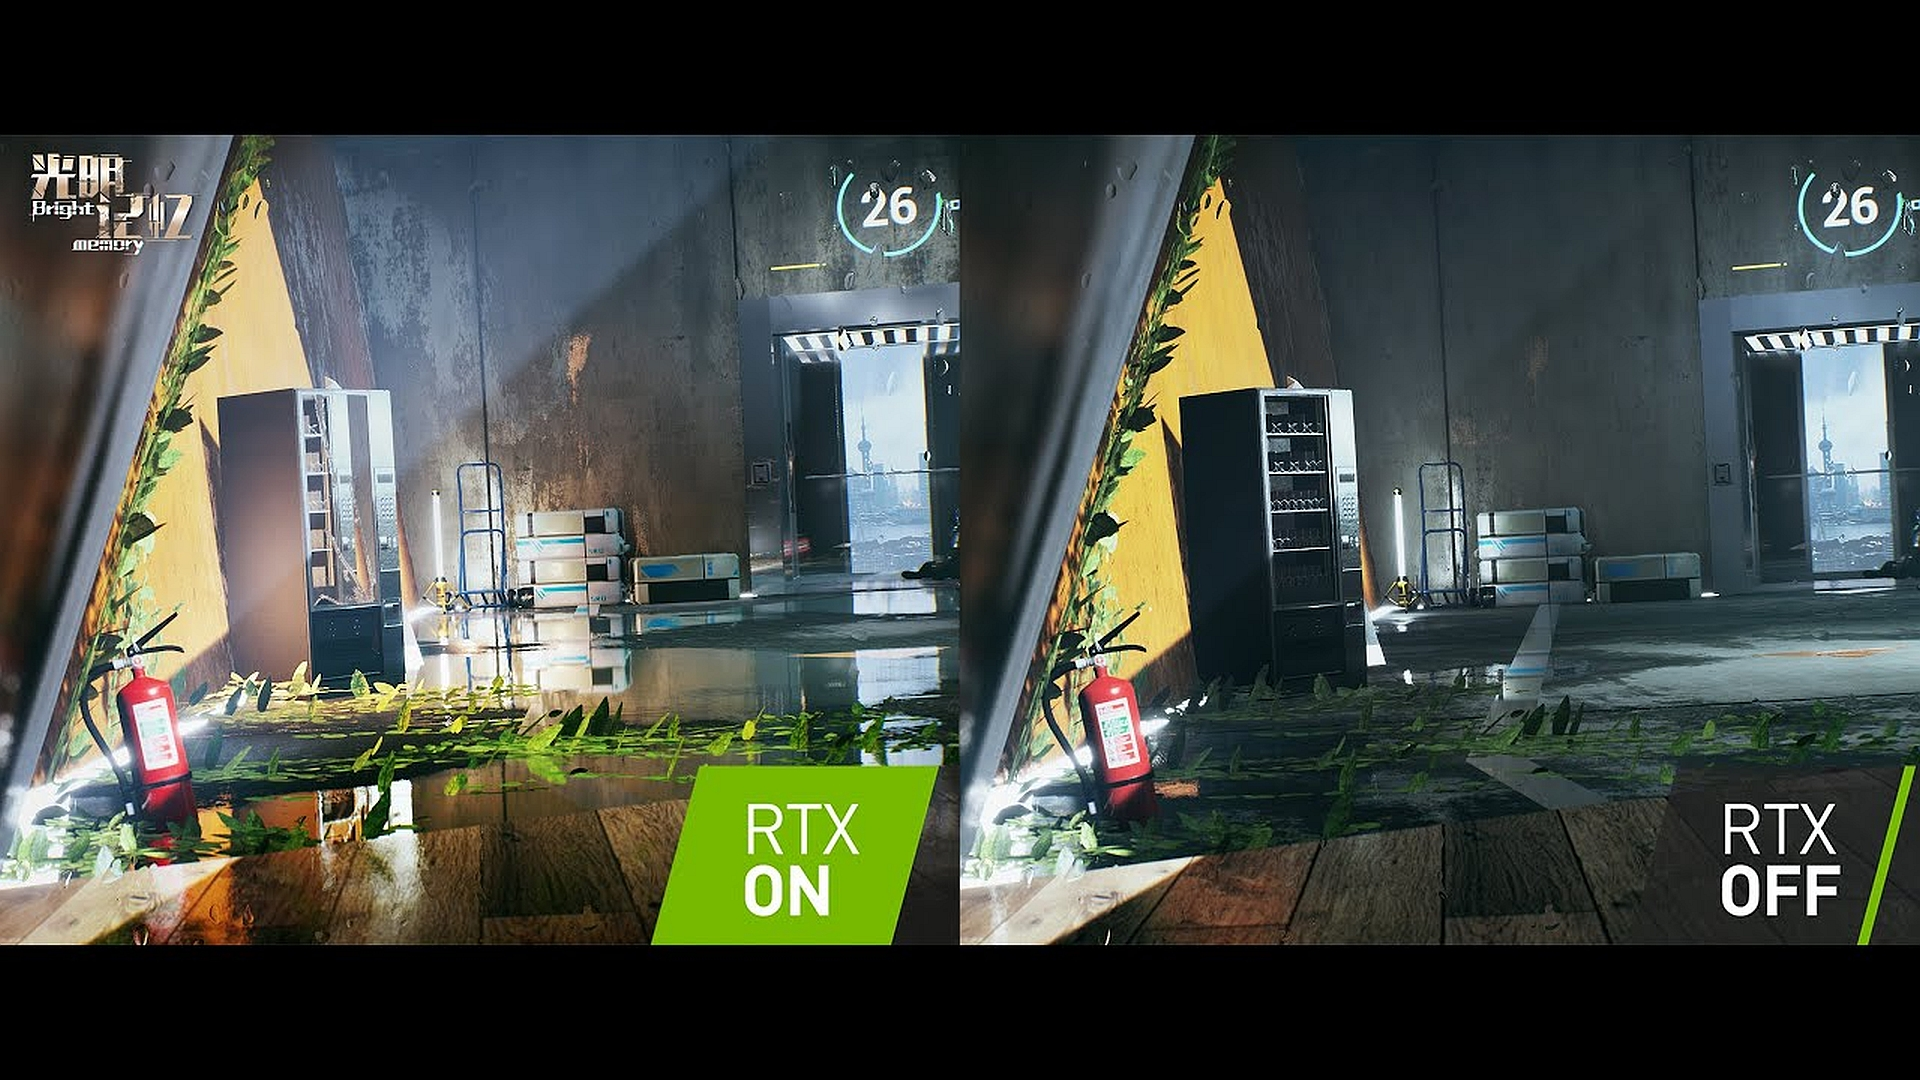 光明
Bright 记忆
memory
26
26
RTX
ON
RTX
OFF